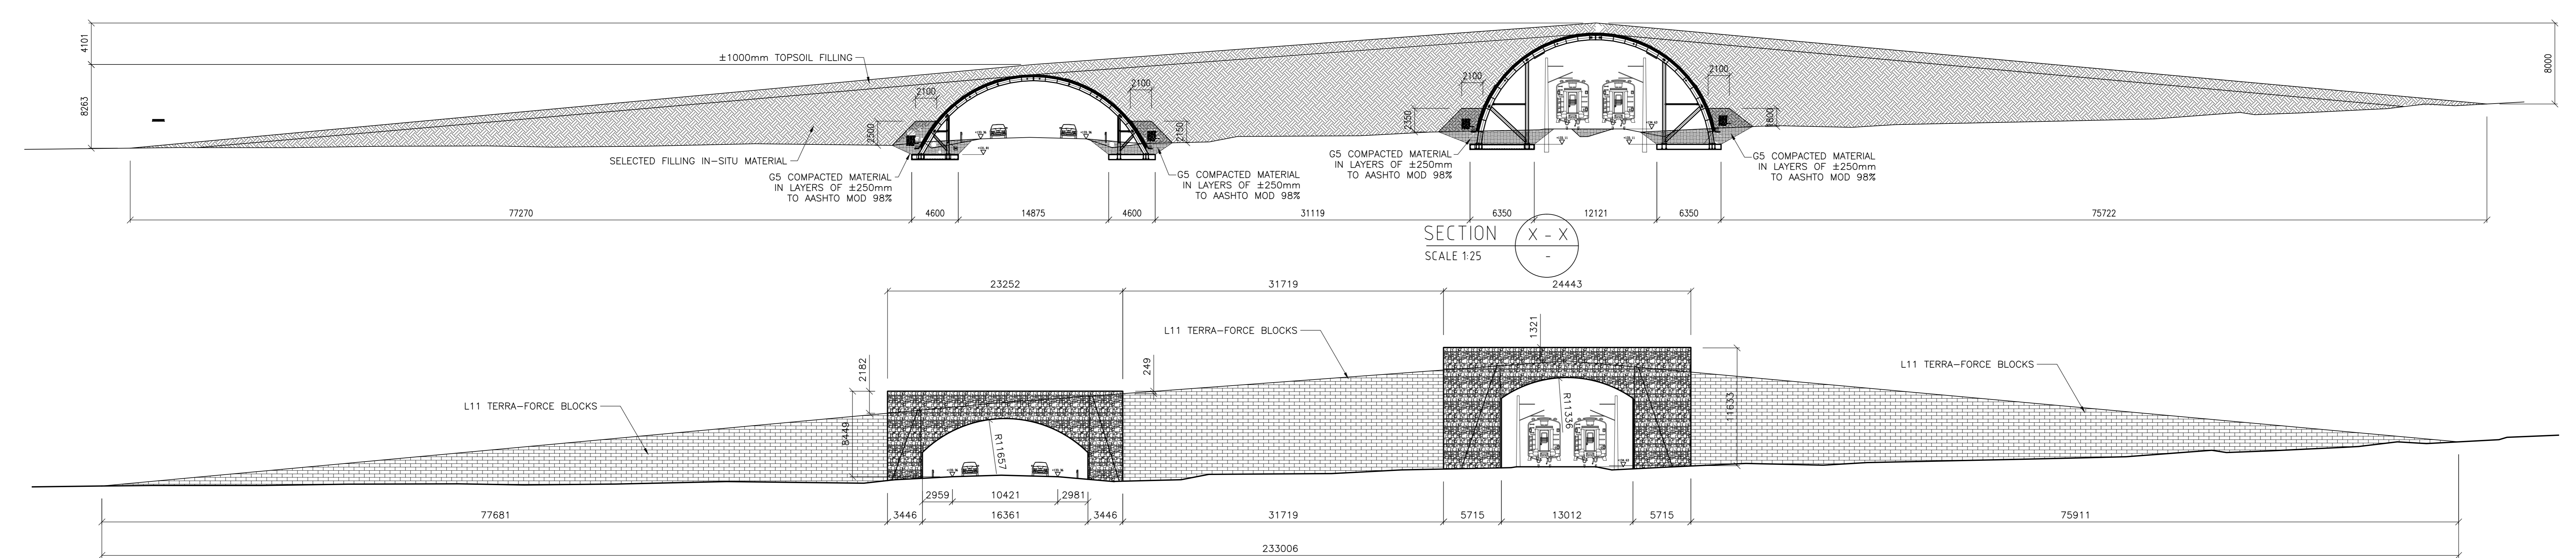 4101
8263
±1000mm TOPSOIL FILLING
2100
2500
2100
2150
SELECTED FILLING IN-SITU MATERIAL
G5 COMPACTED MATERIAL
IN LAYERS OF ±250mm
TO AASHTO MOD 98%
G5 COMPACTED MATERIAL
IN LAYERS OF ±250mm
TO AASHTO MOD 98%
2100
2350
2100
1800
8000
G5 COMPACTED MATERIAL
IN LAYERS OF ±250mm
TO AASHTO MOD 98%
G5 COMPACTED MATERIAL
IN LAYERS OF ±250mm
TO AASHTO MOD 98%
77270
4600
14875
4600
31119
6350
12121
6350
75722
SECTION
X - X
SCALE 1:25
-
23252
31719
24443
2182
8449
249
1321
11633
L11 TERRA-FORCE BLOCKS
L11 TERRA-FORCE BLOCKS
L11 TERRA-FORCE BLOCKS
R11657
R11336
2959
10421
2981
77681
3446
16361
3446
31719
5715
13012
5715
75911
233006